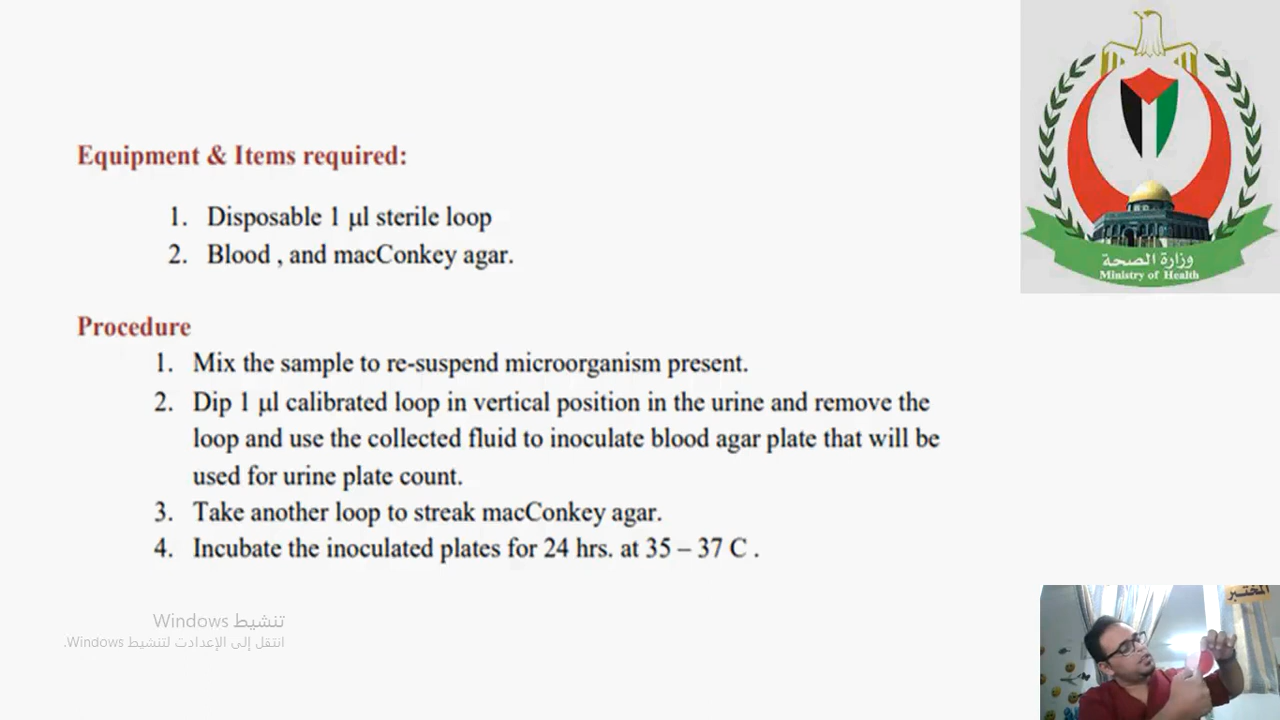 Equipment & Items required:
1. Disposable 1 µl sterile loop
2. Blood , and macConkey agar.
Procedure
1. Mix the sample to re-suspend microorganism present.
2. Dip 1 µl calibrated loop in vertical position in the urine and remove the
loop and use the collected fluid to inoculate blood agar plate that will be
used for urine plate count.
3. Take another loop to streak macConkey agar.
4. Incubate the inoculated plates for 24 hrs. at 35 – 37 C .
وزارة الصحة
Ministry of Health
تنشيط Windows
انتقل إلى الإعدادت لتنشيط Windows.
المختبر